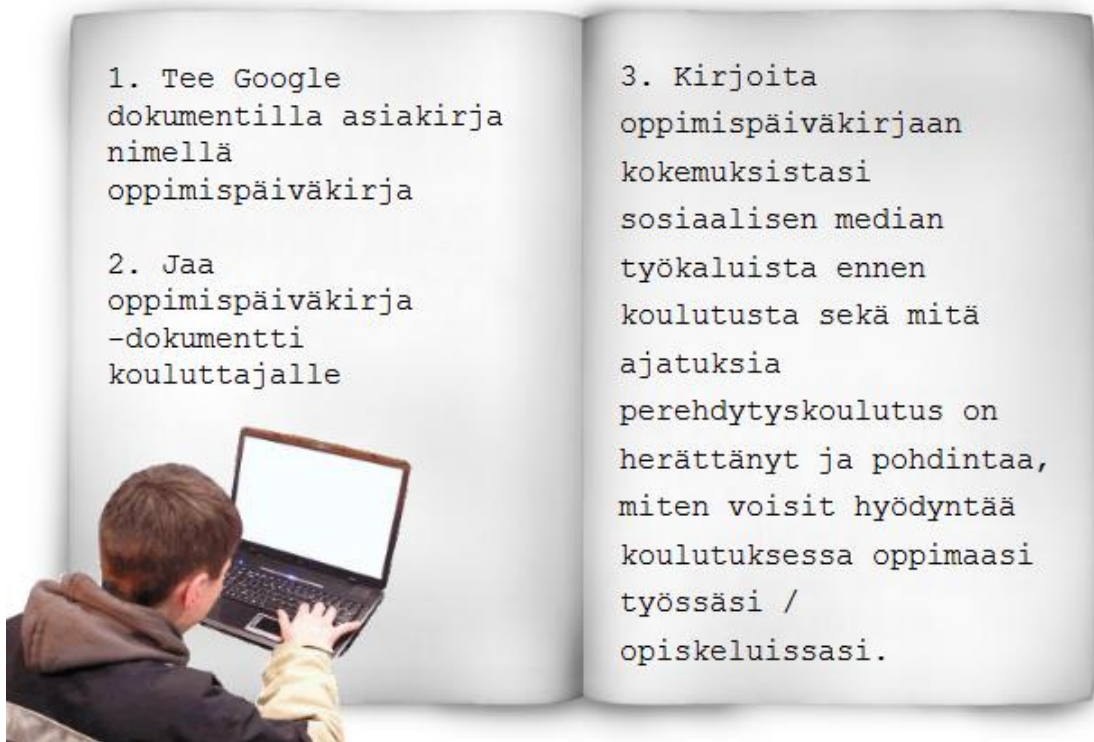 1. Tee Google
dokumentilla asiakirja
nimellä
oppimispäiväkirja
2. Jaa
oppimispäiväkirja
-dokumentti
kouluttajalle
3. Kirjoita
oppimispäiväkirjaan
kokemuksistasi
sosiaalisen median
työkaluista ennen
koulutusta sekä mitä
ajatuksia
perehdytyskoulutus on
herättänyt ja pohdintaa,
miten voisit hyödyntää
koulutuksessa oppimaasi
työssäsi /
opiskeluissasi.